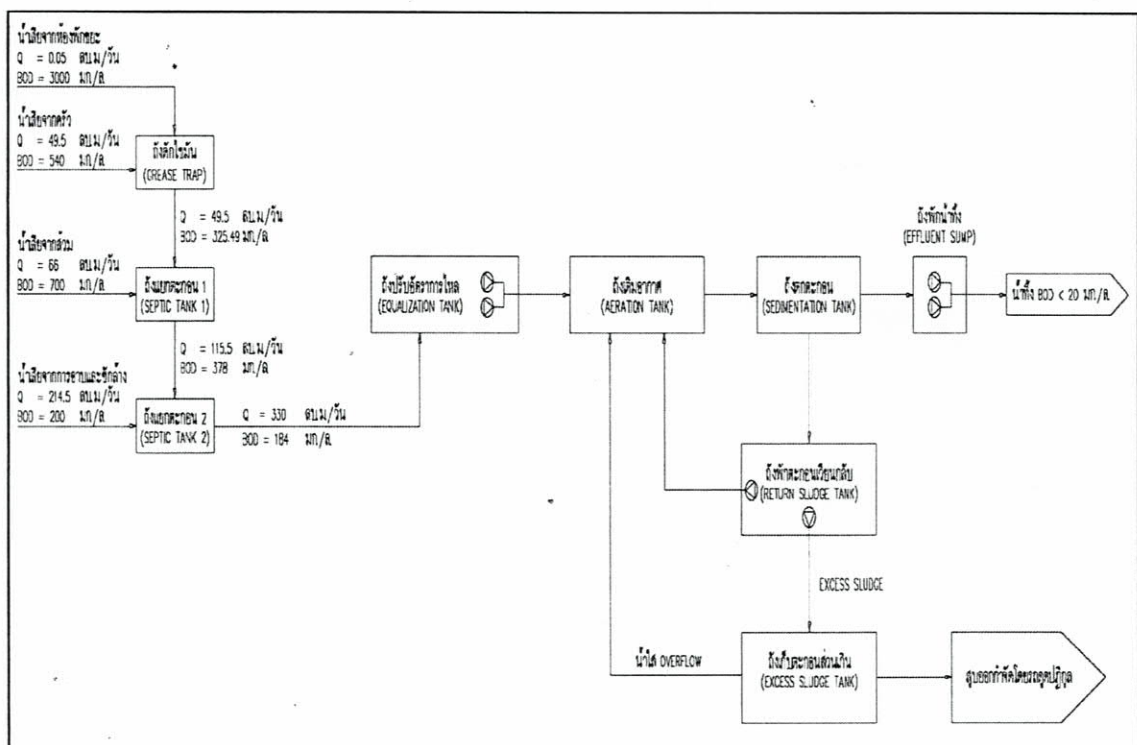 น้ำเสียจากห้องพักขยะ
Q = 0.05 ลบ.ม/วัน
BOD = 3000 มก/ล
น้ำเสียจากครัว
Q = 49.5 ลบ.ม/วัน
BOD = 540 มก/ล
ถังดักไขมัน
(GREASE TRAP)
Q = 49.5 ลบ.ม/วัน
BOD = 325.49 มก/ล
น้ำเสียจากส้วม
Q = 66 ลบ.ม/วัน
BOD = 700 มก/ล
ถังแยกตะกอน 1
(SEPTIC TANK 1)
Q = 115.5 ลบ.ม/วัน
BOD = 378 มก/ล
น้ำเสียจากการอาบและซักล้าง
Q = 214.5 ลบ.ม/วัน
BOD = 200 มก/ล
ถังแยกตะกอน 2
(SEPTIC TANK 2)
Q = 330 ลบ.ม/วัน
BOD = 184 มก/ล
ถังปรับอัตราการไหล
(EQUALIZATION TANK)
ถังเติมอากาศ
(AERATION TANK)
ถังตกตะกอน
(SEDIMENTATION TANK)
ถังพักน้ำทิ้ง
(EFFLUENT SUMP)
น้ำทิ้ง BOD < 20 มก/ล.
ถังพักตะกอนเวียนกลับ
(RETURN SLUDGE TANK)
EXCESS SLUDGE
น้ำใส OVERFLOW
ถังเก็บตะกอนส่วนเกิน
(EXCESS SLUDGE TANK)
สูบออกกำจัดโดยรถดูดปฏิกูล